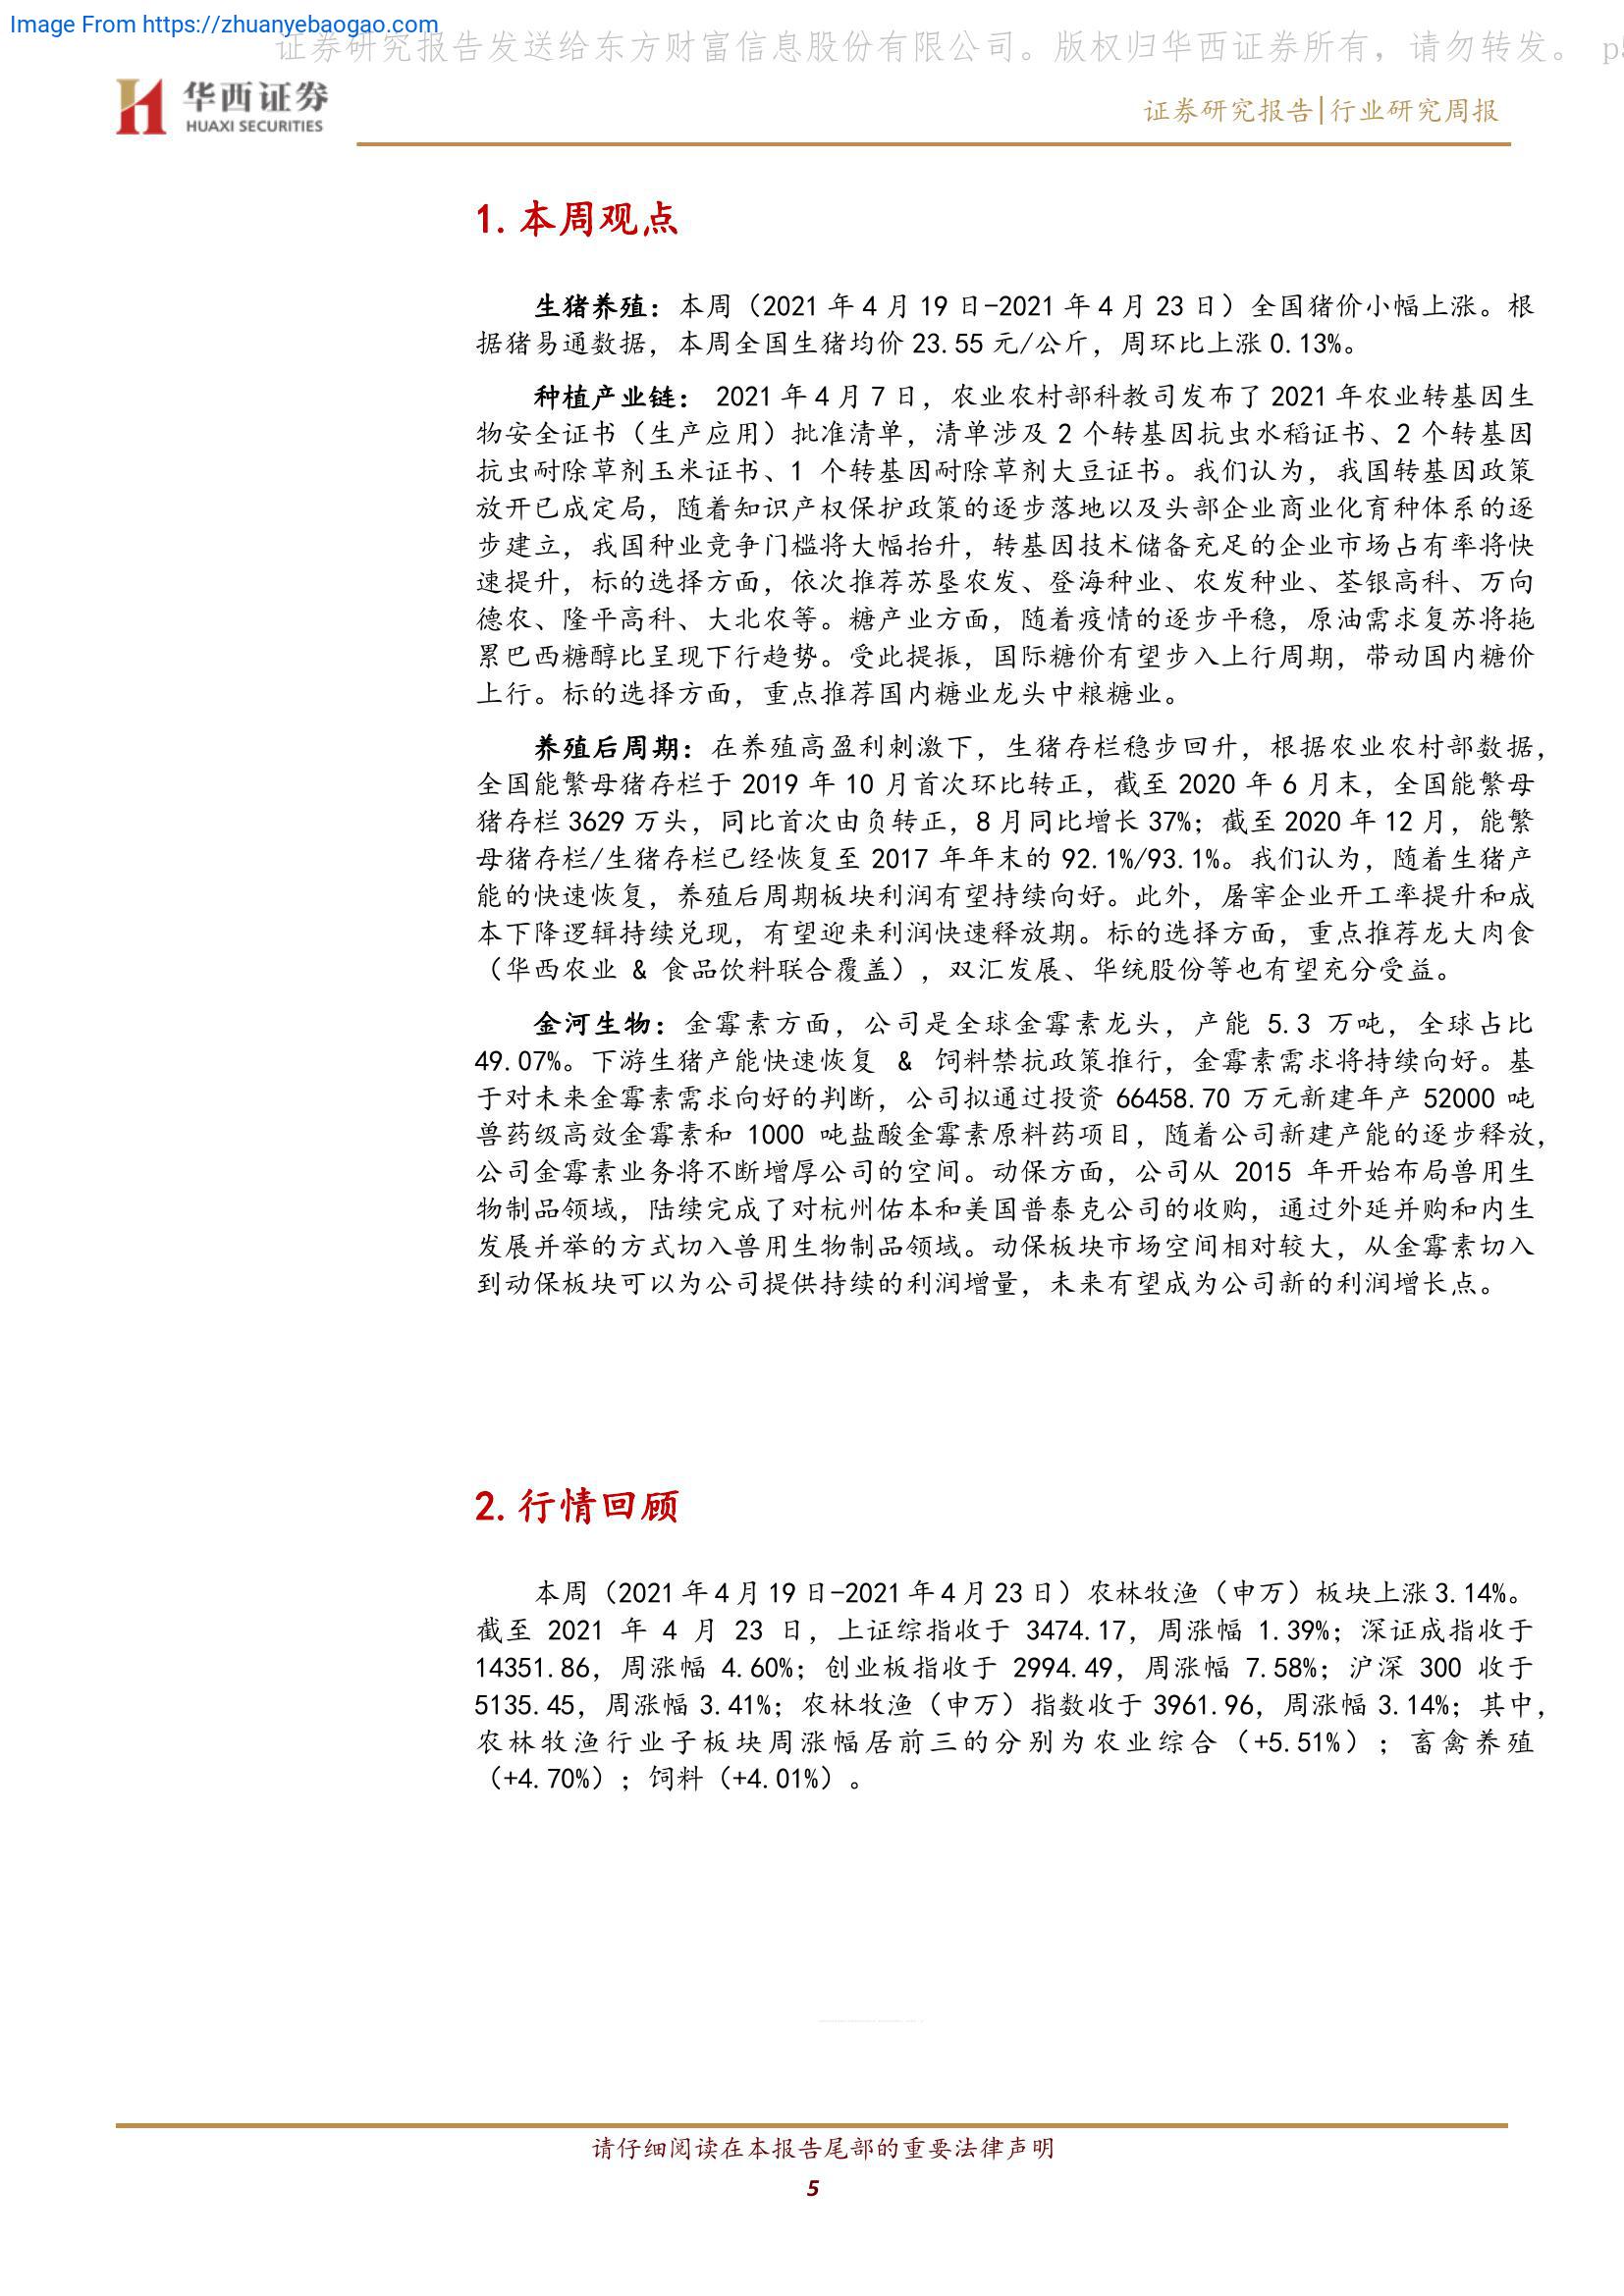 Image From https://zhuanyebaogao.com
证券研究报告发送给东方财富信息股份有限公司。版权归华西证券所有，请勿转发。 p
华西证券
HUAXI SECURITIES
证券研究报告|行业研究周报
1.本周观点
生猪养殖：本周（2021 年 4 月 19 日-2021 年 4 月 23 日）全国猪价小幅上涨。根
据猪易通数据，本周全国生猪均价 23.55 元/公斤，周环比上涨 0.13%。
种植产业链： 2021 年 4 月 7 日，农业农村部科教司发布了 2021 年农业转基因生
物安全证书（生产应用）批准清单，清单涉及 2 个转基因抗虫水稻证书、2 个转基因
抗虫耐除草剂玉米证书、1 个转基因耐除草剂大豆证书。我们认为，我国转基因政策
放开已成定局，随着知识产权保护政策的逐步落地以及头部企业商业化育种体系的逐
步建立，我国种业竞争门槛将大幅抬升，转基因技术储备充足的企业市场占有率将快
速提升，标的选择方面，依次推荐苏垦农发、登海种业、农发种业、荃银高科、万向
德农、隆平高科、大北农等。糖产业方面，随着疫情的逐步平稳，原油需求复苏将拖
累巴西糖醇比呈现下行趋势。受此提振，国际糖价有望步入上行周期，带动国内糖价
上行。标的选择方面，重点推荐国内糖业龙头中粮糖业。
养殖后周期：在养殖高盈利刺激下，生猪存栏稳步回升，根据农业农村部数据，
全国能繁母猪存栏于 2019 年 10 月首次环比转正，截至 2020 年 6 月末，全国能繁母
猪存栏 3629 万头，同比首次由负转正，8 月同比增长 37%；截至 2020 年 12 月，能繁
母猪存栏/生猪存栏已经恢复至 2017 年年末的 92.1%/93.1%。我们认为，随着生猪产
能的快速恢复，养殖后周期板块利润有望持续向好。此外，屠宰企业开工率提升和成
本下降逻辑持续兑现，有望迎来利润快速释放期。标的选择方面，重点推荐龙大肉食
（华西农业 & 食品饮料联合覆盖），双汇发展、华统股份等也有望充分受益。
金河生物：金霉素方面，公司是全球金霉素龙头，产能 5.3 万吨，全球占比
49.07%。下游生猪产能快速恢复 & 饲料禁抗政策推行，金霉素需求将持续向好。基
于对未来金霉素需求向好的判断，公司拟通过投资 66458.70 万元新建年产 52000 吨
兽药级高效金霉素和 1000 吨盐酸金霉素原料药项目，随着公司新建产能的逐步释放，
公司金霉素业务将不断增厚公司的空间。动保方面，公司从 2015 年开始布局兽用生
物制品领域，陆续完成了对杭州佑本和美国普泰克公司的收购，通过外延并购和内生
发展并举的方式切入兽用生物制品领域。动保板块市场空间相对较大，从金霉素切入
到动保板块可以为公司提供持续的利润增量，未来有望成为公司新的利润增长点。
2.行情回顾
本周（2021 年 4 月 19 日-2021 年 4 月 23 日）农林牧渔（申万）板块上涨 3.14%。
截至 2021 年 4 月 23 日，上证综指收于 3474.17，周涨幅 1.39%；深证成指收于
14351.86，周涨幅 4.60%；创业板指收于 2994.49，周涨幅 7.58%；沪深 300 收于
5135.45，周涨幅 3.41%；农林牧渔（申万）指数收于 3961.96，周涨幅 3.14%；其中，
农林牧渔行业子板块周涨幅居前三的分别为农业综合（+5.51%）；畜禽养殖
（+4.70%）；饲料（+4.01%）。
请仔细阅读在本报告尾部的重要法律声明
5